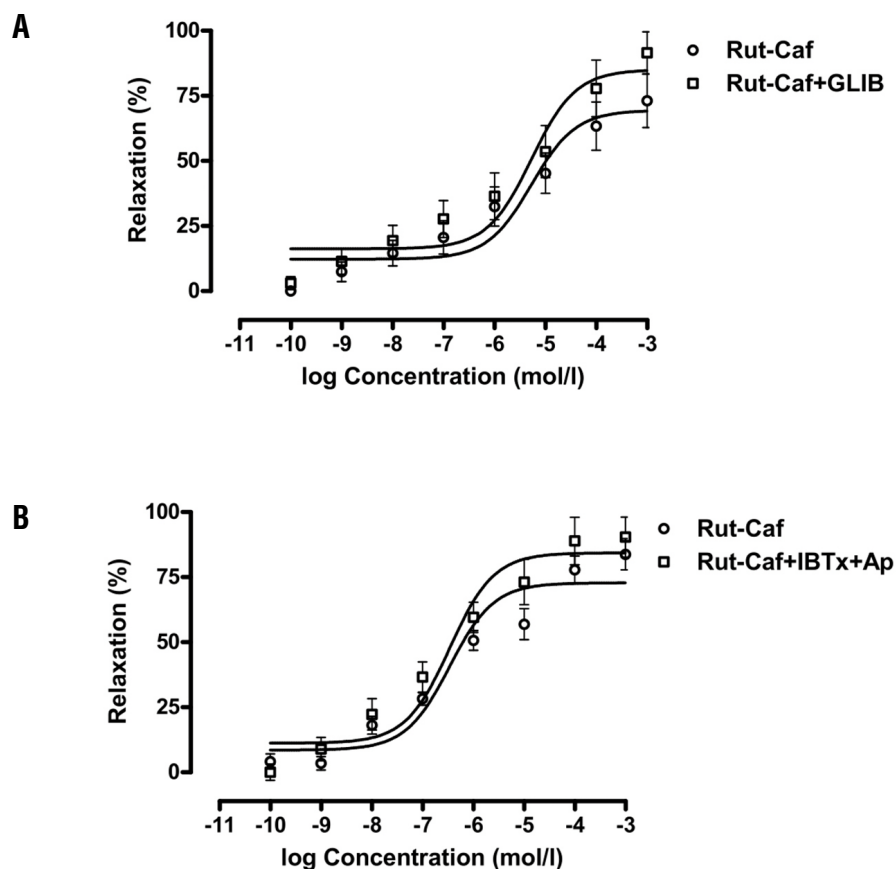 A
Relaxation (%)
100
75
50
25
0
-11 -10 -9 -8 -7 -6 -5 -4 -3
log Concentration (mol/l)
Rut-Caf
Rut-Caf+GLIB
B
Relaxation (%)
100
75
50
25
0
-11 -10 -9 -8 -7 -6 -5 -4 -3
log Concentration (mol/l)
Rut-Caf
Rut-Caf+IBTx+Ap